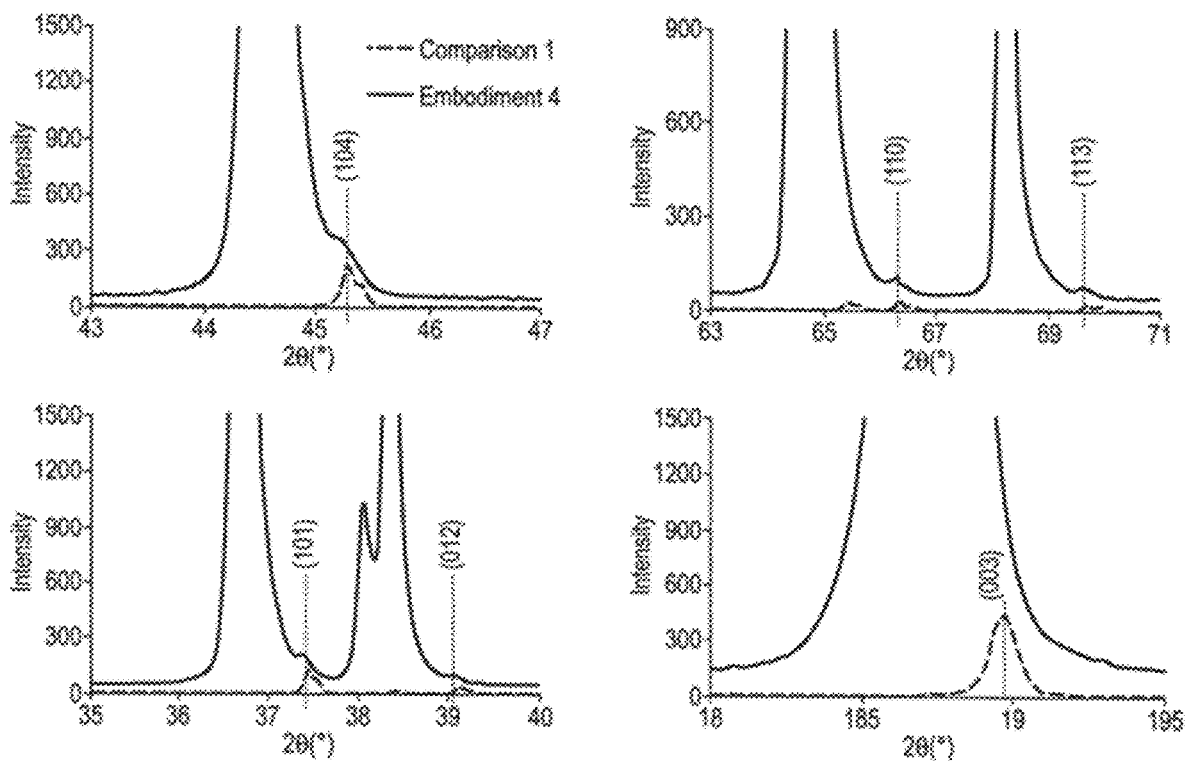 1500
1200
900
600
300
0
Intensity
Comparison 1
Embodiment 4
(104)
43 44 45 46 47
2θ(°)
900
600
300
0
Intensity
(110)
(113)
63 65 67 69 71
2θ(°)
1500
1200
900
600
300
0
Intensity
(101)
(012)
35 36 37 38 39 40
2θ(°)
1500
1200
900
600
300
0
Intensity
(003)
18 185 19 195
2θ(°)